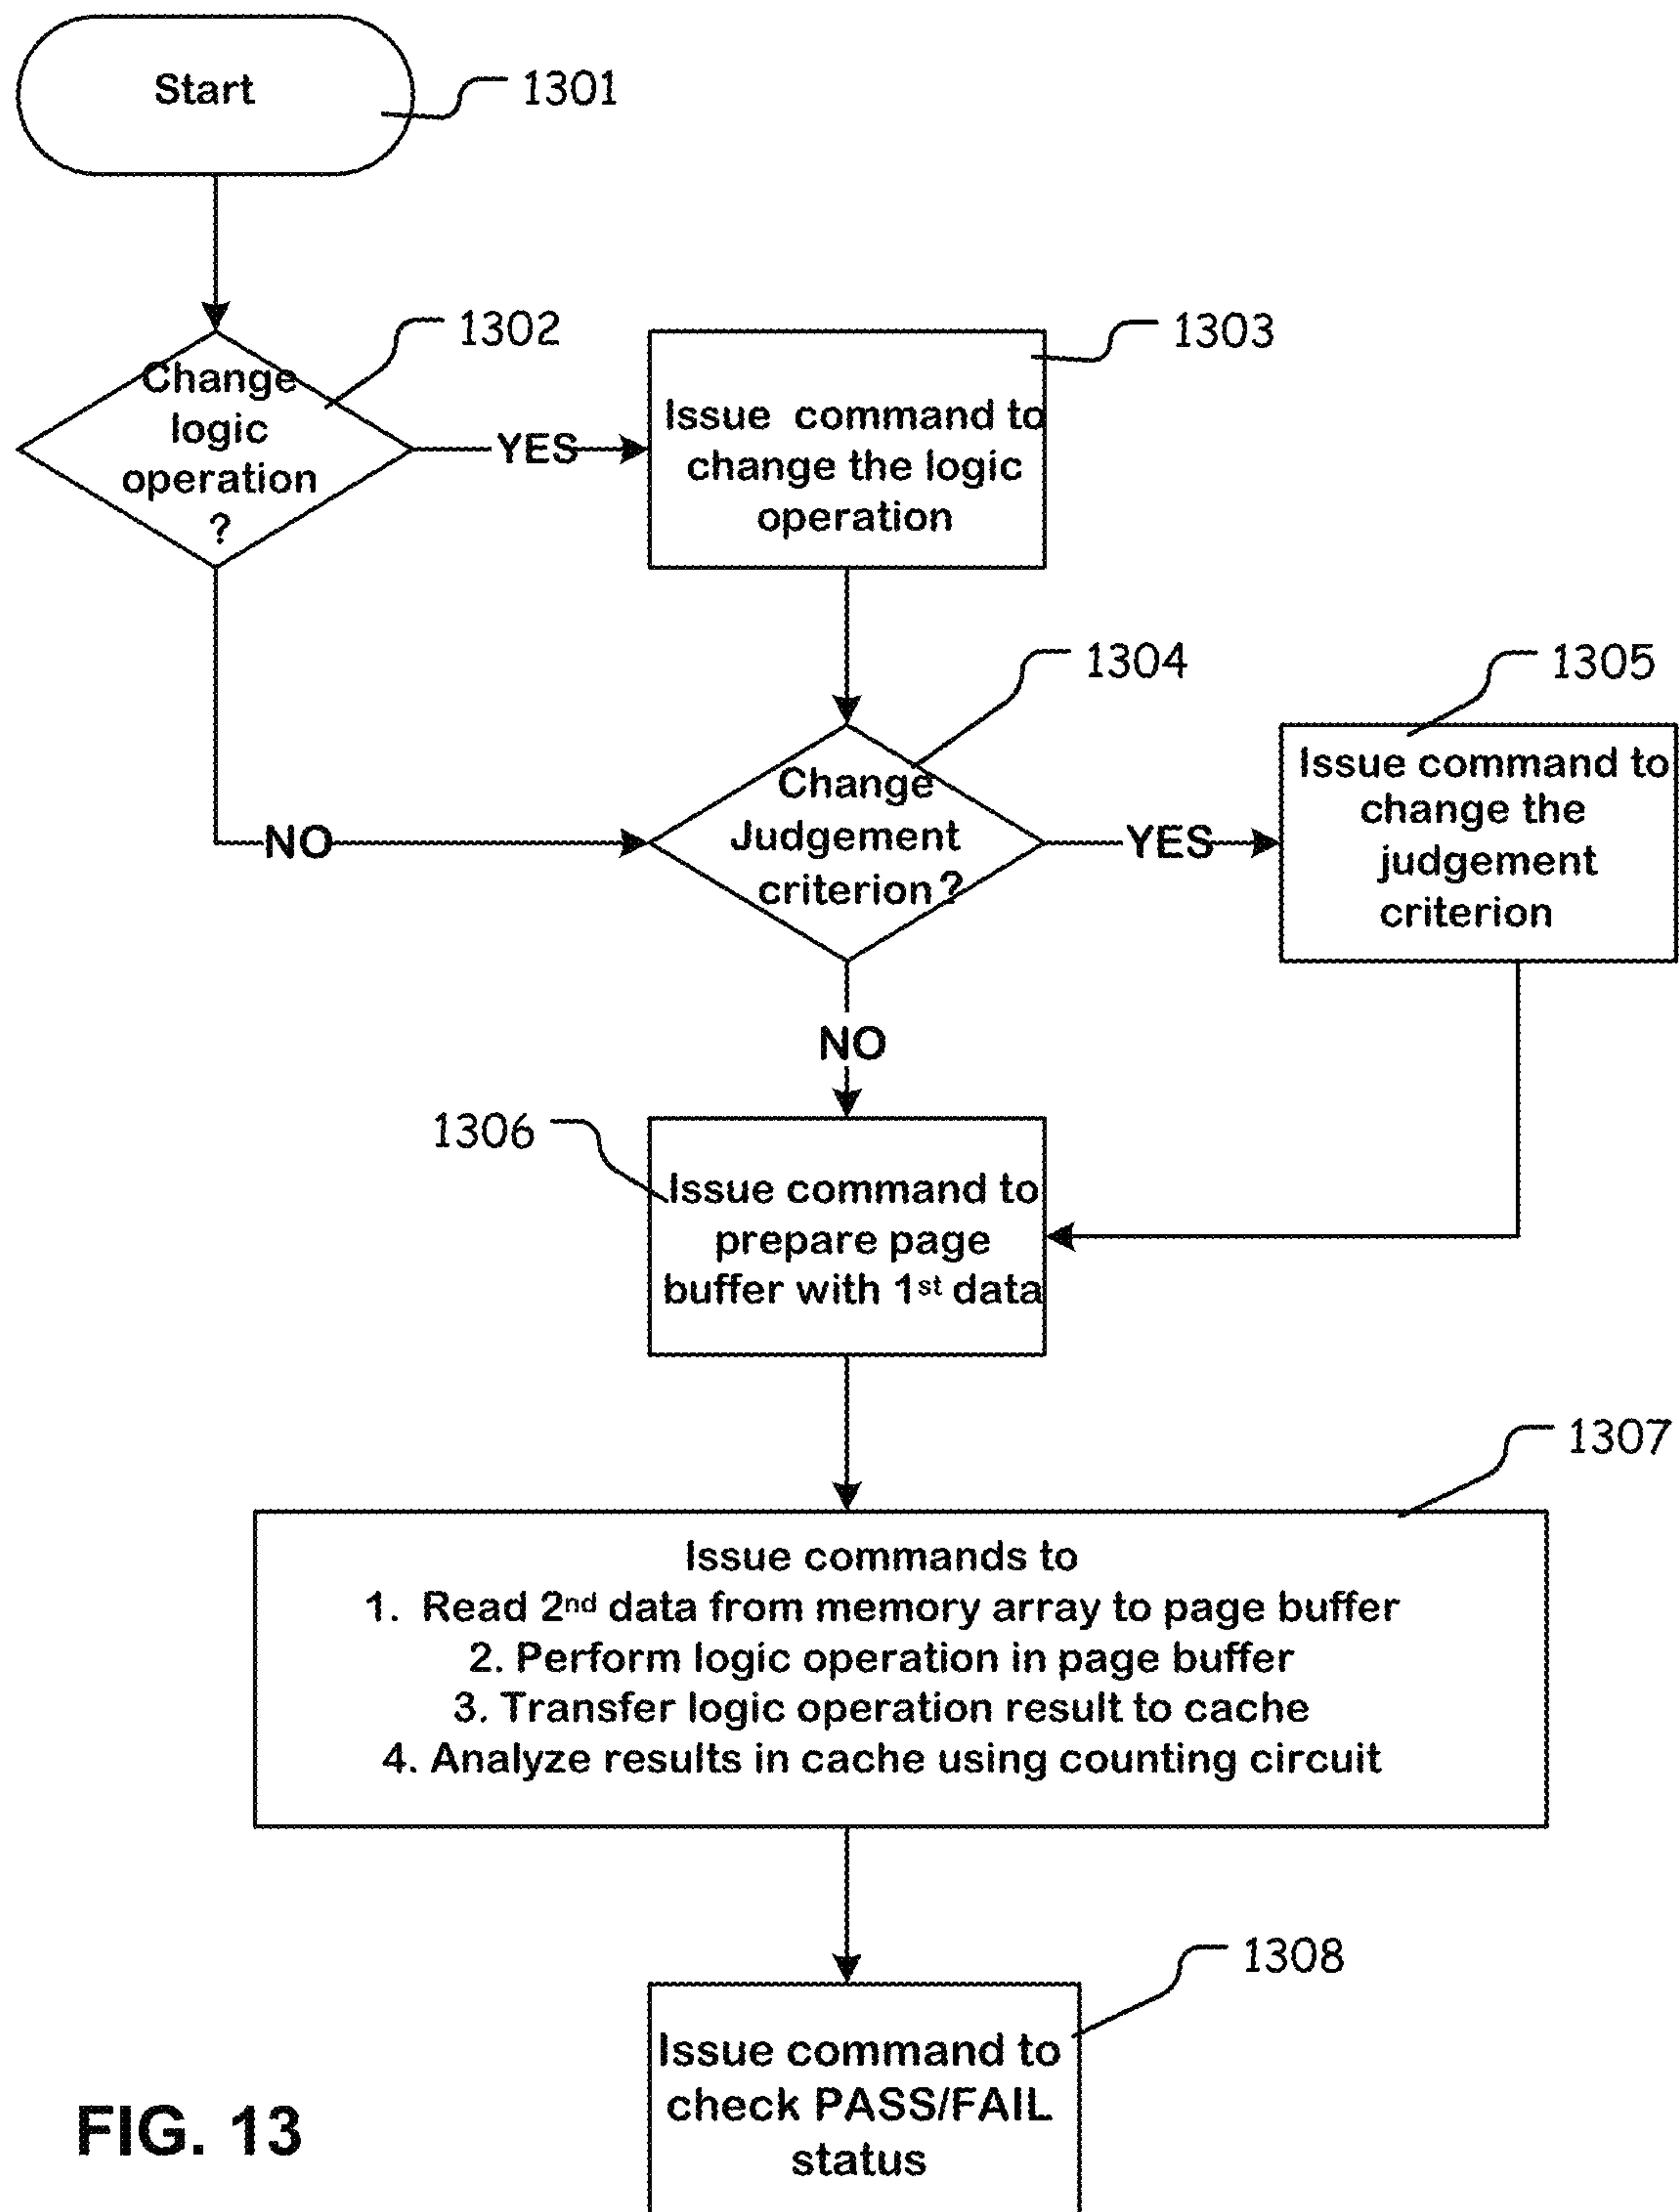 Start
1301
1302
Change
logic
operation
?
YES
1303
Issue command to
change the logic
operation
NO
1304
Change
Judgement
criterion?
YES
1305
Issue command to
change the
judgement
criterion
NO
1306
Issue command to
prepare page
buffer with 1st data
1307
Issue commands to
1. Read 2nd data from memory array to page buffer
2. Perform logic operation in page buffer
3. Transfer logic operation result to cache
4. Analyze results in cache using counting circuit
1308
Issue command to
check PASS/FAIL
status
FIG. 13